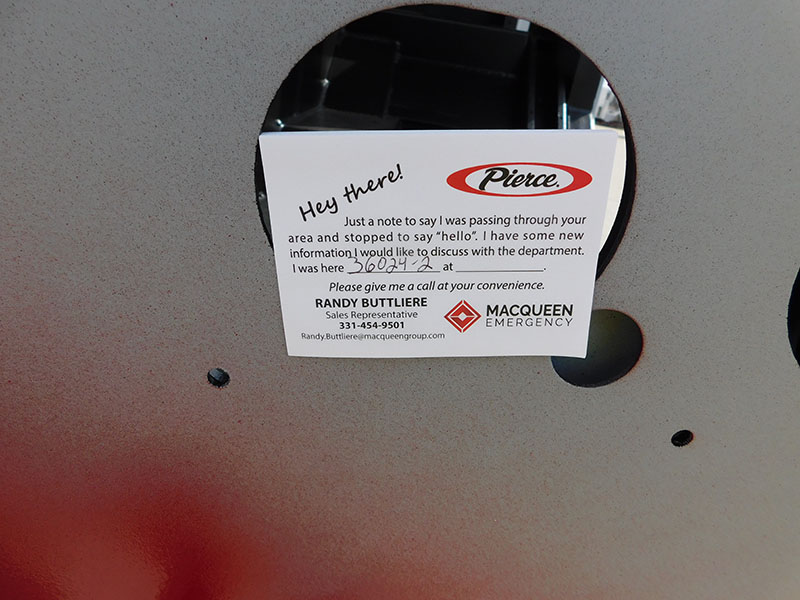 Hey there!
Pierce.
Just a note to say I was passing through your
area and stopped to say "hello". I have some new
information I would like to discuss with the department.
I was here 36024-2 at ____________.
Please give me a call at your convenience.
RANDY BUTTLIERE
Sales Representative
331-454-9501
Randy.Buttliere@macqueengroup.com
MACQUEEN
EMERGENCY